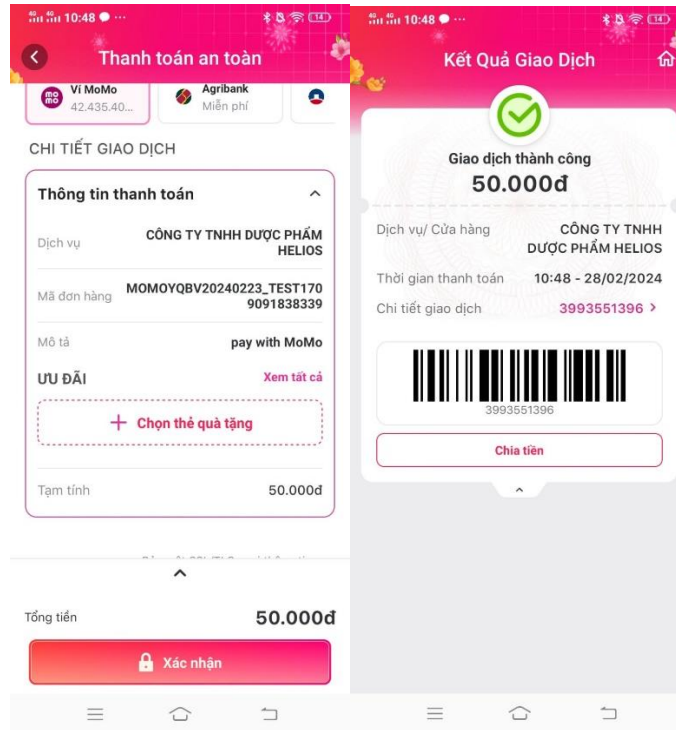 10:48
14
Thanh toán an toàn
Ví MoMo
42.435.40...
Agribank
Miễn phí
CHI TIẾT GIAO DỊCH
Thông tin thanh toán
Dịch vụ
CÔNG TY TNHH DƯỢC PHẨM
HELIOS
Mã đơn hàng
MOMOYQBV20240223_TEST170
9091838339
Mô tả
pay with MoMo
ƯU ĐÃI
Xem tất cả
+ Chọn thẻ quà tặng
Tạm tính
50.000đ
Tổng tiền
50.000đ
Xác nhận
10:48
14
Kết Quả Giao Dịch
Giao dịch thành công
50.000đ
Dịch vụ/ Cửa hàng
CÔNG TY TNHH
DƯỢC PHẨM HELIOS
Thời gian thanh toán
10:48 - 28/02/2024
Chi tiết giao dịch
3993551396 >
3993551396
Chia tiền